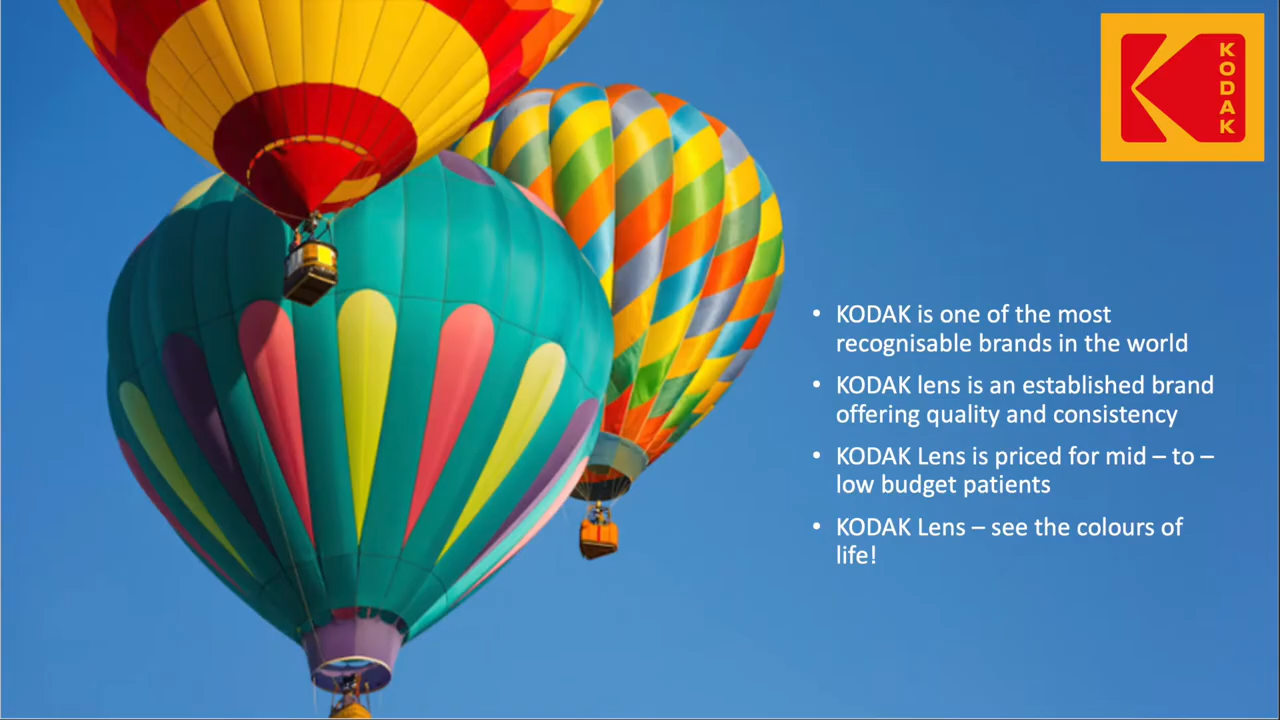 KODAK
• KODAK is one of the most
recognisable brands in the world
• KODAK lens is an established brand
offering quality and consistency
• KODAK Lens is priced for mid – to –
low budget patients
• KODAK Lens – see the colours of
life!